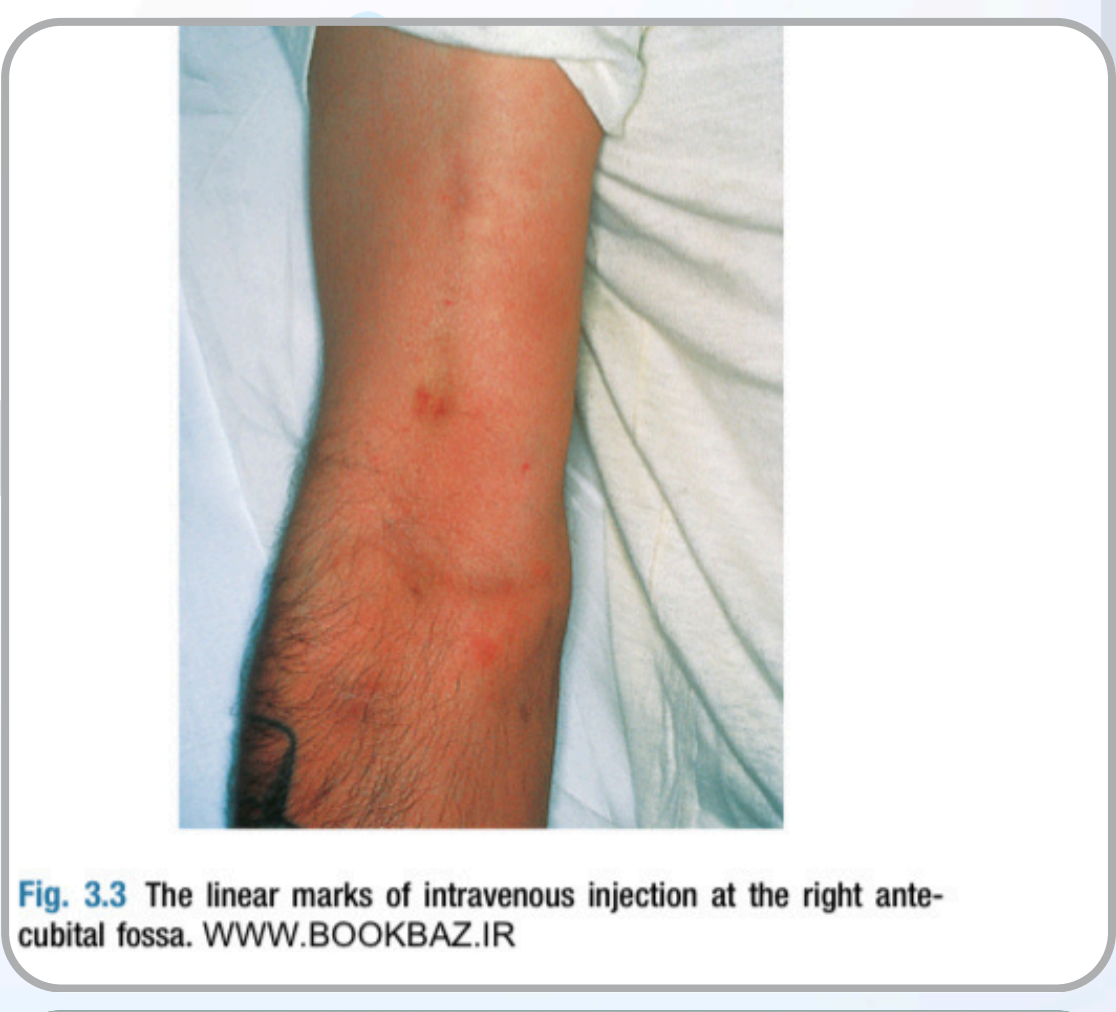 Fig. 3.3 The linear marks of intravenous injection at the right ante-
cubital fossa. WWW.BOOKBAZ.IR